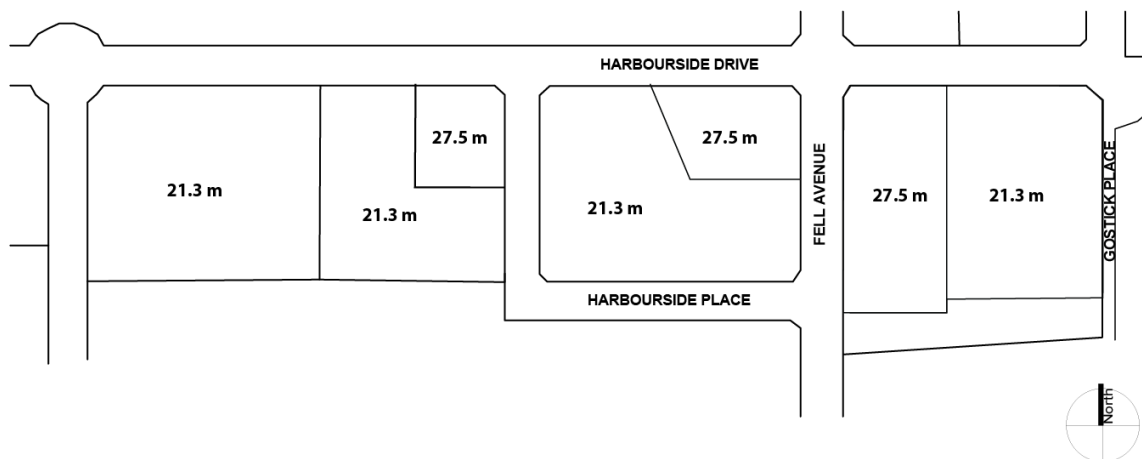 HARBOURSIDE DRIVE
27.5 m
27.5 m
21.3 m
21.3 m
21.3 m
FELL AVENUE
27.5 m
21.3 m
GOSTICK PLACE
HARBOURSIDE PLACE
North